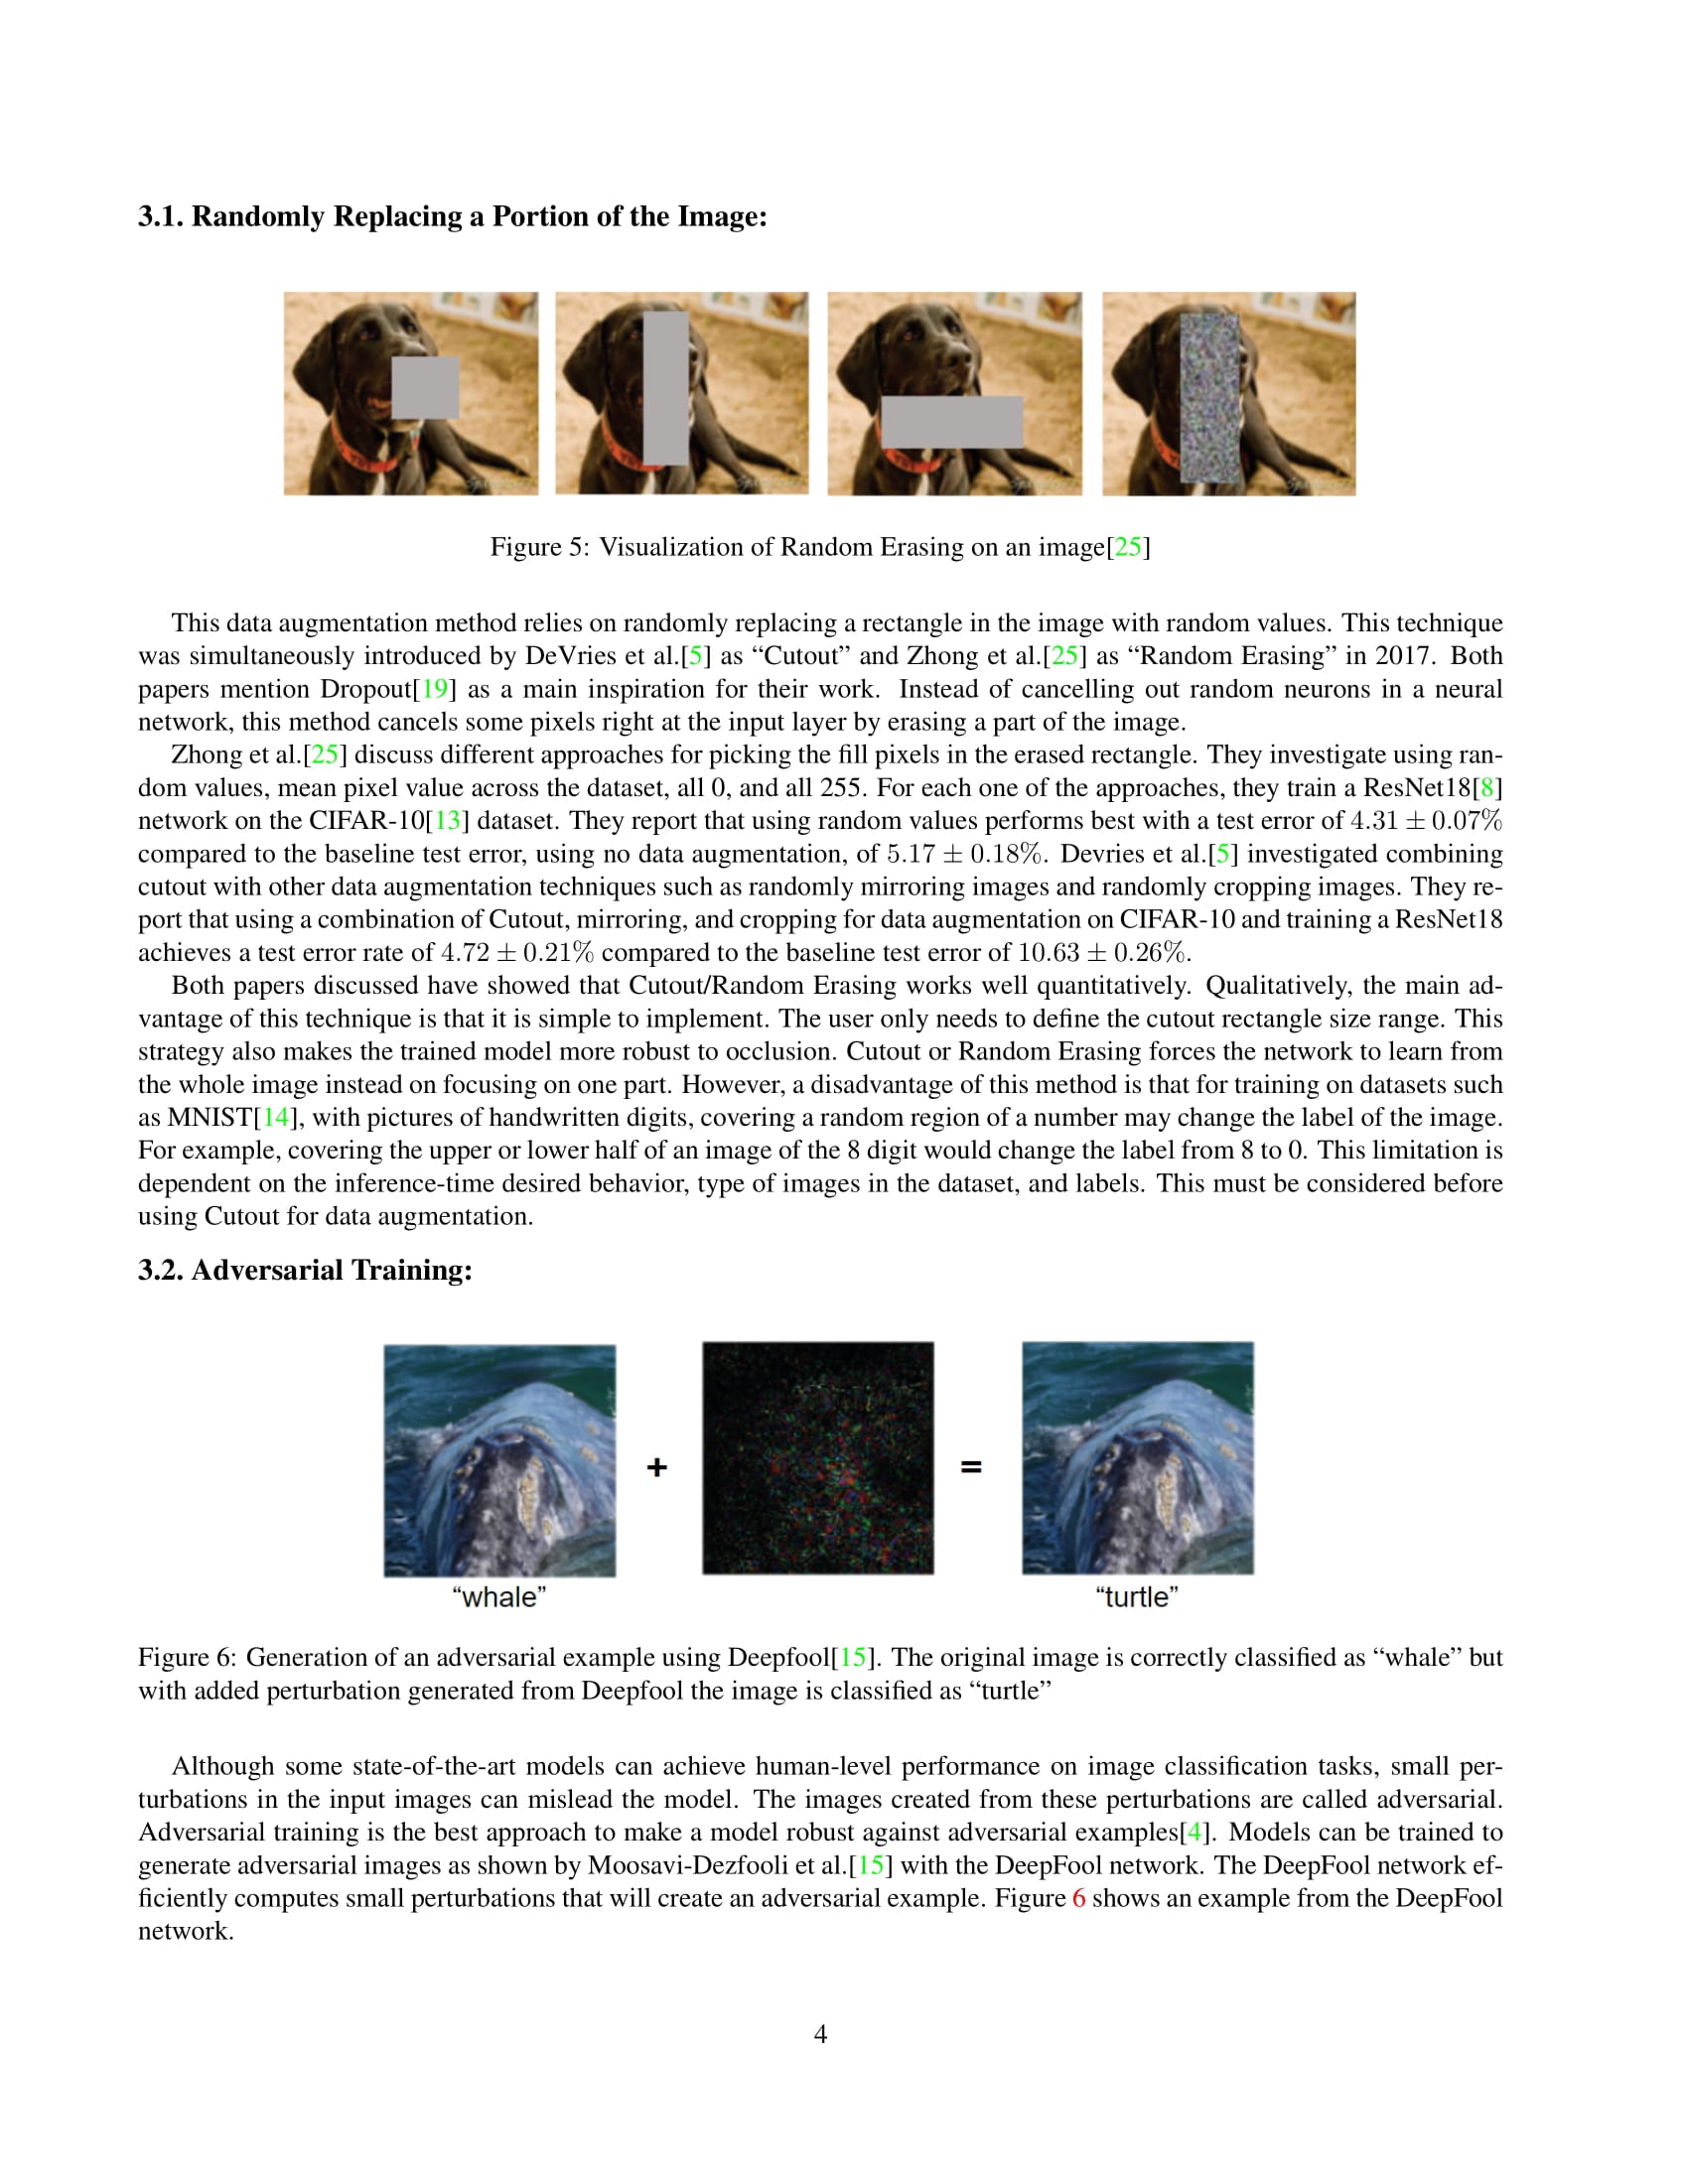 3.1. Randomly Replacing a Portion of the Image:
Figure 5: Visualization of Random Erasing on an image[25]
This data augmentation method relies on randomly replacing a rectangle in the image with random values. This technique
was simultaneously introduced by DeVries et al.[5] as “Cutout” and Zhong et al.[25] as “Random Erasing” in 2017. Both
papers mention Dropout[19] as a main inspiration for their work. Instead of cancelling out random neurons in a neural
network, this method cancels some pixels right at the input layer by erasing a part of the image.
Zhong et al.[25] discuss different approaches for picking the fill pixels in the erased rectangle. They investigate using ran-
dom values, mean pixel value across the dataset, all 0, and all 255. For each one of the approaches, they train a ResNet18[8]
network on the CIFAR-10[13] dataset. They report that using random values performs best with a test error of 4.31 ± 0.07%
compared to the baseline test error, using no data augmentation, of 5.17 ± 0.18%. Devries et al.[5] investigated combining
cutout with other data augmentation techniques such as randomly mirroring images and randomly cropping images. They re-
port that using a combination of Cutout, mirroring, and cropping for data augmentation on CIFAR-10 and training a ResNet18
achieves a test error rate of 4.72 ± 0.21% compared to the baseline test error of 10.63 ± 0.26%.
Both papers discussed have showed that Cutout/Random Erasing works well quantitatively. Qualitatively, the main ad-
vantage of this technique is that it is simple to implement. The user only needs to define the cutout rectangle size range. This
strategy also makes the trained model more robust to occlusion. Cutout or Random Erasing forces the network to learn from
the whole image instead on focusing on one part. However, a disadvantage of this method is that for training on datasets such
as MNIST[14], with pictures of handwritten digits, covering a random region of a number may change the label of the image.
For example, covering the upper or lower half of an image of the 8 digit would change the label from 8 to 0. This limitation is
dependent on the inference-time desired behavior, type of images in the dataset, and labels. This must be considered before
using Cutout for data augmentation.
3.2. Adversarial Training:
+
=
“whale”
“turtle”
Figure 6: Generation of an adversarial example using Deepfool[15]. The original image is correctly classified as “whale” but
with added perturbation generated from Deepfool the image is classified as “turtle”
Although some state-of-the-art models can achieve human-level performance on image classification tasks, small per-
turbations in the input images can mislead the model. The images created from these perturbations are called adversarial.
Adversarial training is the best approach to make a model robust against adversarial examples[4]. Models can be trained to
generate adversarial images as shown by Moosavi-Dezfooli et al.[15] with the DeepFool network. The DeepFool network ef-
ficiently computes small perturbations that will create an adversarial example. Figure 6 shows an example from the DeepFool
network.
4